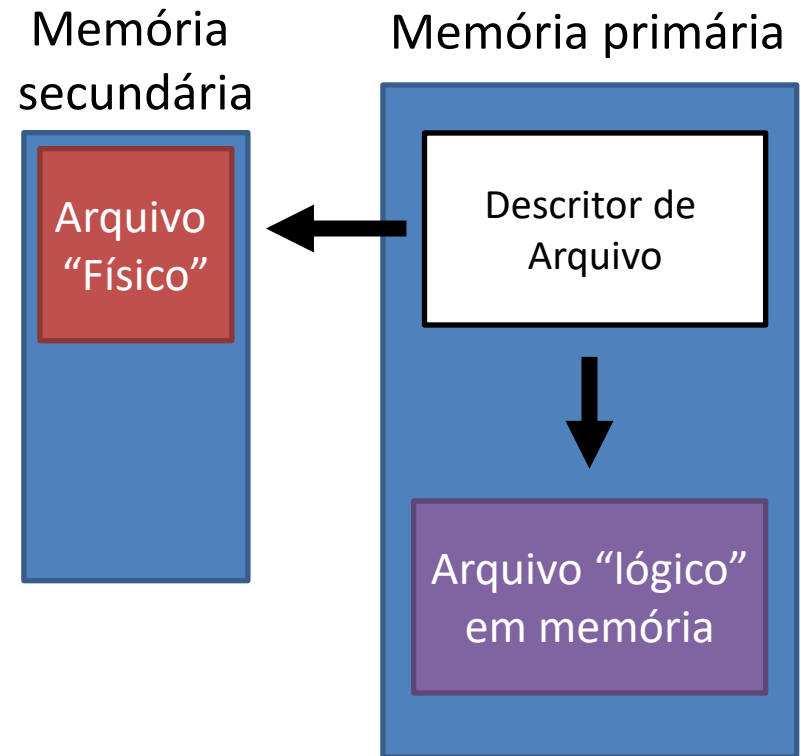 Memória
secundária
Memória primária
Arquivo
“Físico”
Descritor de
Arquivo
Arquivo “lógico”
em memória